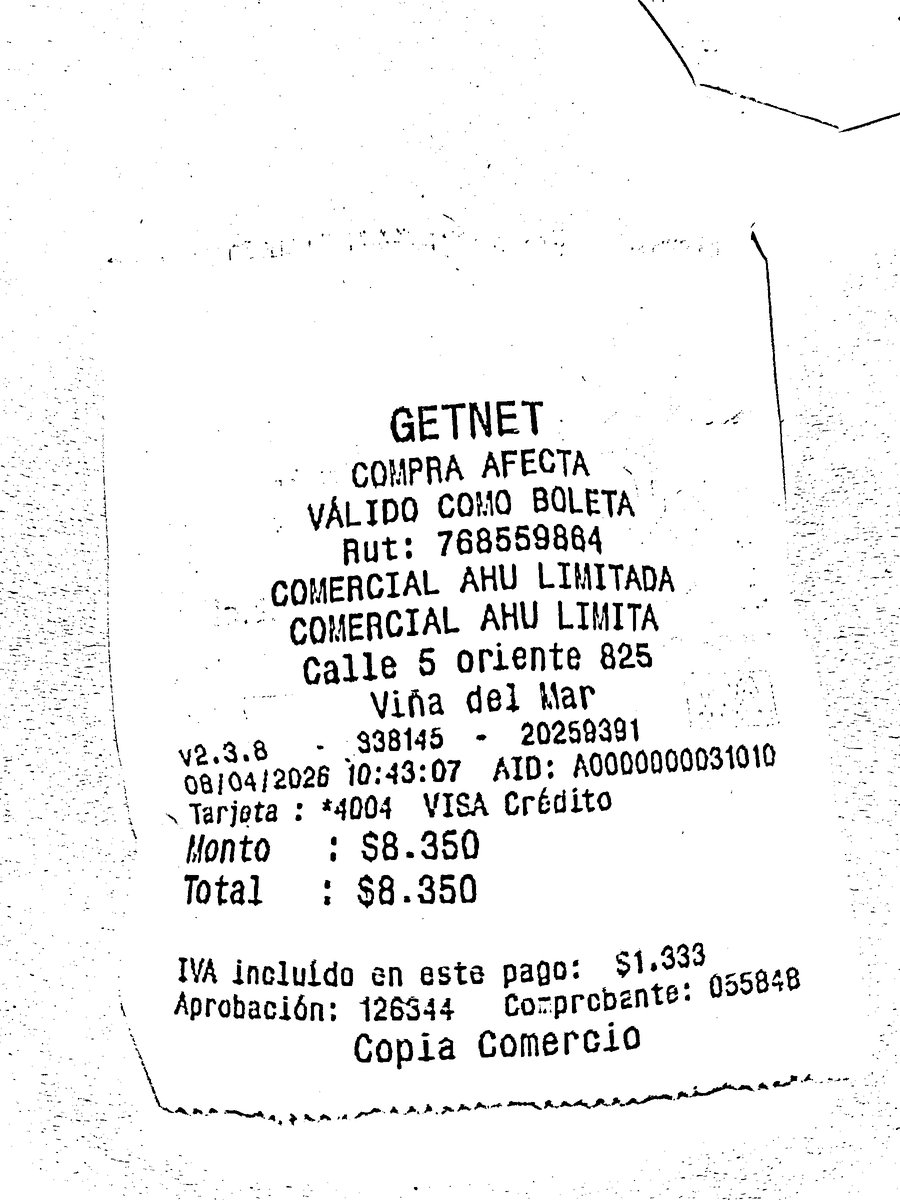 GETNET
COMPRA AFECTA
VÁLIDO COMO BOLETA
Rut: 768559864
COMERCIAL AHU LIMITADA
COMERCIAL AHU LIMITA
Calle 5 oriente 825
Viña del Mar
v2.3.8 - 938145 - 20259391
08/04/2026 10:43:07 AID: A0000000031010
Tarjeta : *4004 VISA Crédito
Monto : $8.350
Total : $8.350
IVA incluído en este pago: $1.333
Aprobación: 126344 Comprobante: 055848
Copia Comercio